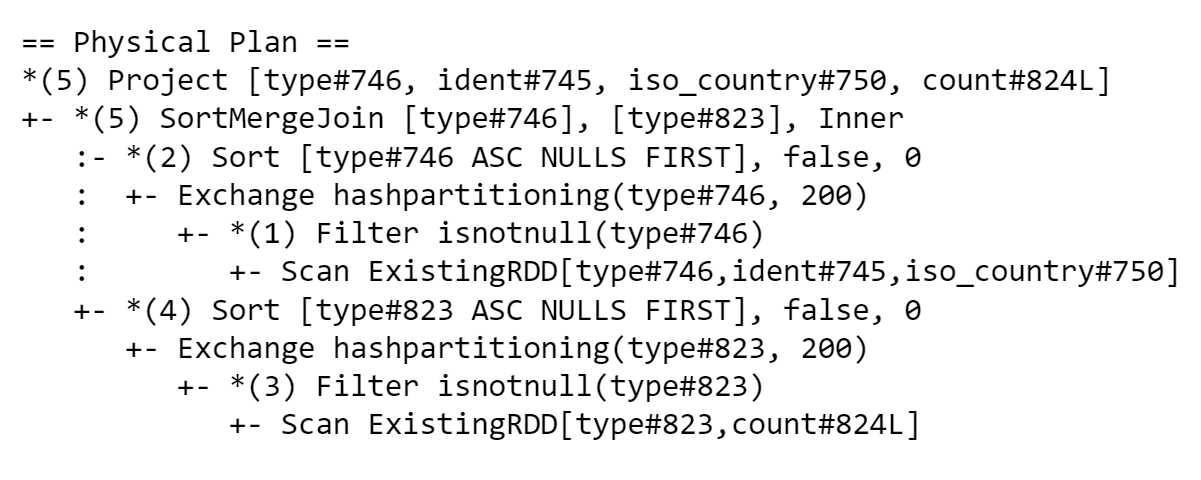 == Physical Plan ==
*(5) Project [type#746, ident#745, iso_country#750, count#824L]
+- *(5) SortMergeJoin [type#746], [type#823], Inner
   :- *(2) Sort [type#746 ASC NULLS FIRST], false, 0
   :  +- Exchange hashpartitioning(type#746, 200)
   :     +- *(1) Filter isnotnull(type#746)
   :        +- Scan ExistingRDD[type#746,ident#745,iso_country#750]
   +- *(4) Sort [type#823 ASC NULLS FIRST], false, 0
      +- Exchange hashpartitioning(type#823, 200)
         +- *(3) Filter isnotnull(type#823)
            +- Scan ExistingRDD[type#823,count#824L]